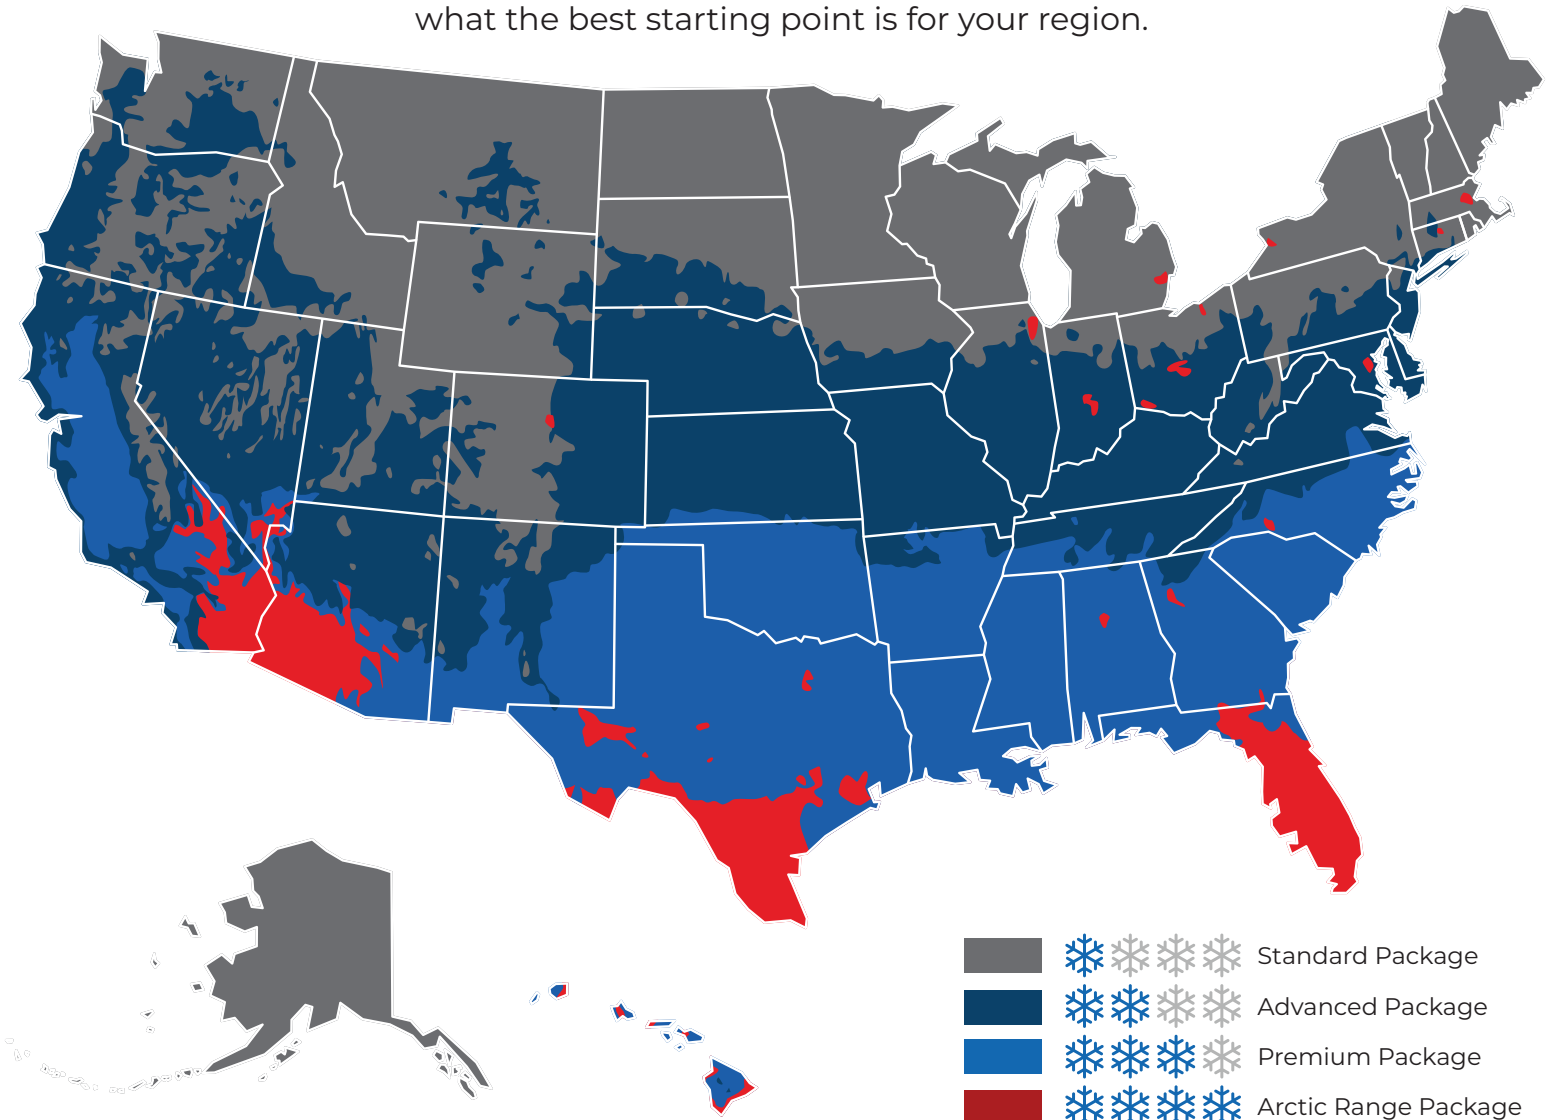 what the best starting point is for your region.
Standard Package
Advanced Package
Premium Package
Arctic Range Package